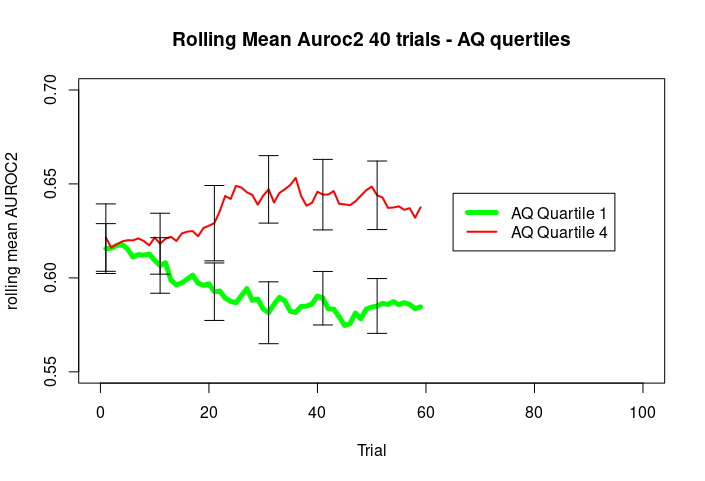 Rolling Mean Auroc2 40 trials - AQ quertiles
rolling mean AUROC2
0.70
0.65
0.60
0.55
AQ Quartile 1
AQ Quartile 4
0 20 40 60 80 100
Trial